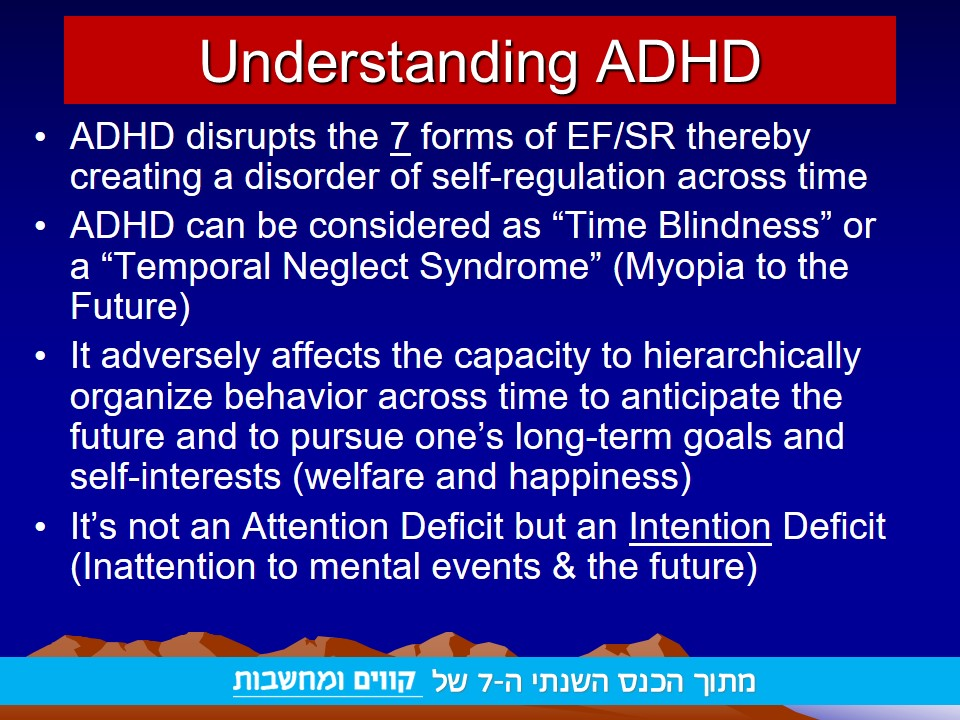 Understanding ADHD
• ADHD disrupts the 7 forms of EF/SR thereby
creating a disorder of self-regulation across time
• ADHD can be considered as “Time Blindness” or
a “Temporal Neglect Syndrome” (Myopia to the
Future)
• It adversely affects the capacity to hierarchically
organize behavior across time to anticipate the
future and to pursue one’s long-term goals and
self-interests (welfare and happiness)
• It’s not an Attention Deficit but an Intention Deficit
(Inattention to mental events & the future)
מתוך הכנס השנתי ה-7 של קווים ומחשבות